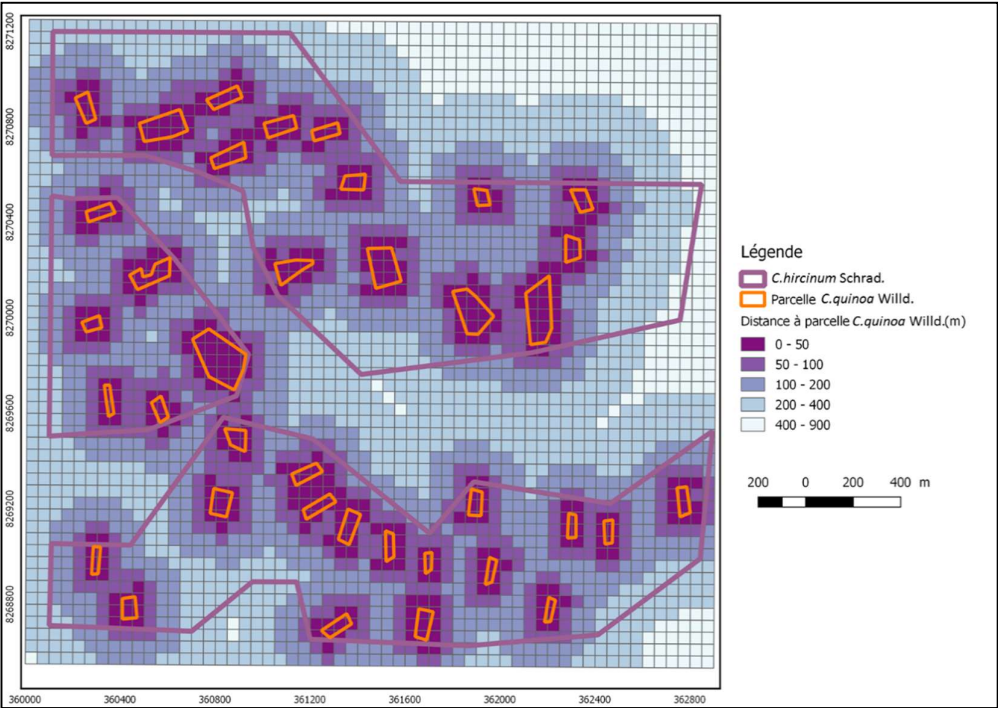 8271200
8270800
8270400
8270000
8269600
8269200
8268800
360000 360400 360800 361200 361600 362000 362400 362800
Légende
C.hircinum Schrad.
Parcelle C.quinoa Willd.
Distance à parcelle C.quinoa Willd.(m)
0 - 50
50 - 100
100 - 200
200 - 400
400 - 900
200 0 200 400 m